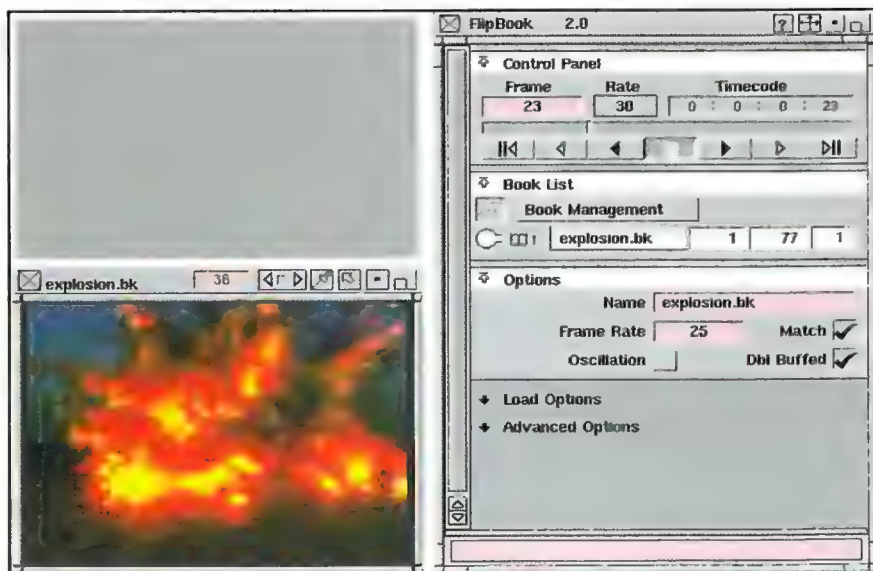 FlipBook 2.0
?
Control Panel
Frame Rate Timecode
23 30 0 : 0 : 0 : 23
Book List
Book Management
1 explosion.bk 1 77 1
explosion.bk 36
Options
Name explosion.bk
Frame Rate 25 Match
Oscillation Dbl Buffed
Load Options
Advanced Options